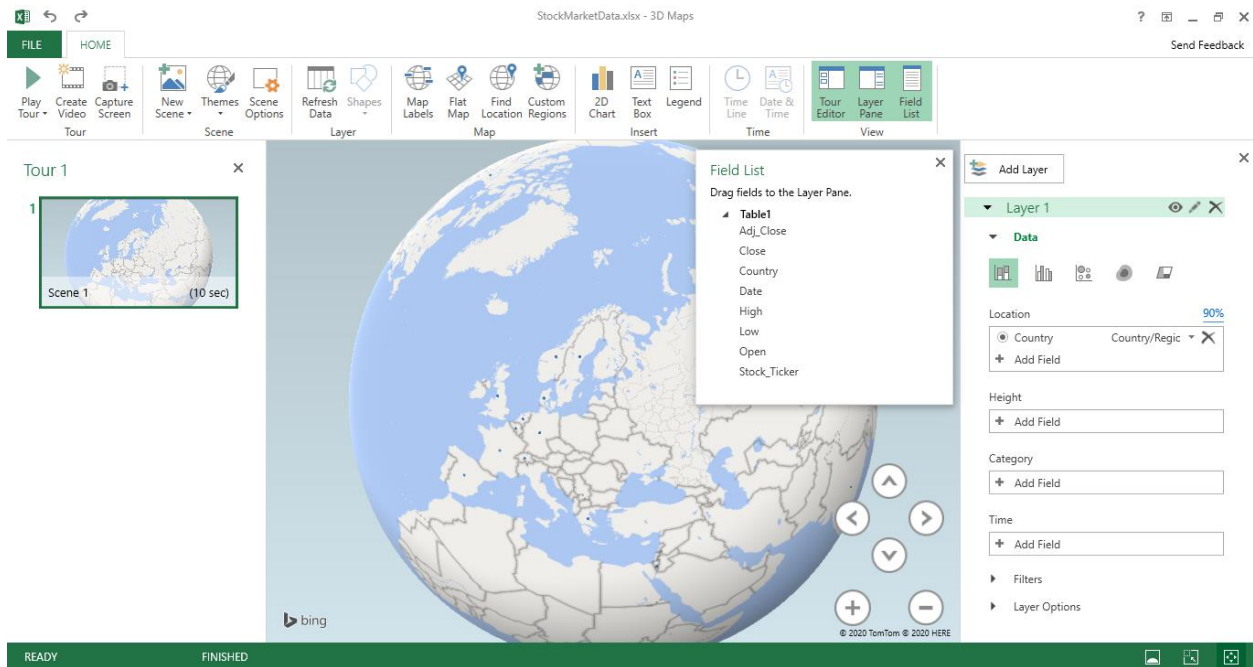 StockMarketData.xlsx - 3D Maps
?
FILE
HOME
Send Feedback
Play Tour
Create Video
Capture Screen
New Scene
Themes
Scene Options
Refresh Data
Shapes
Map Labels
Flat Map
Find Location
Custom Regions
2D Chart
Text Box
Legend
Time Line
Date & Time
Tour Editor
Layer Pane
Field List
Tour
Scene
Layer
Map
Insert
Time
View
Tour 1
1
Scene 1
(10 sec)
bing
Field List
Drag fields to the Layer Pane.
Table1
Adj_Close
Close
Country
Date
High
Low
Open
Stock_Ticker
© 2020 TomTom © 2020 HERE
Add Layer
Layer 1
Data
Location 90%
Country Country/Regic
Add Field
Height
Add Field
Category
Add Field
Time
Add Field
Filters
Layer Options
READY FINISHED